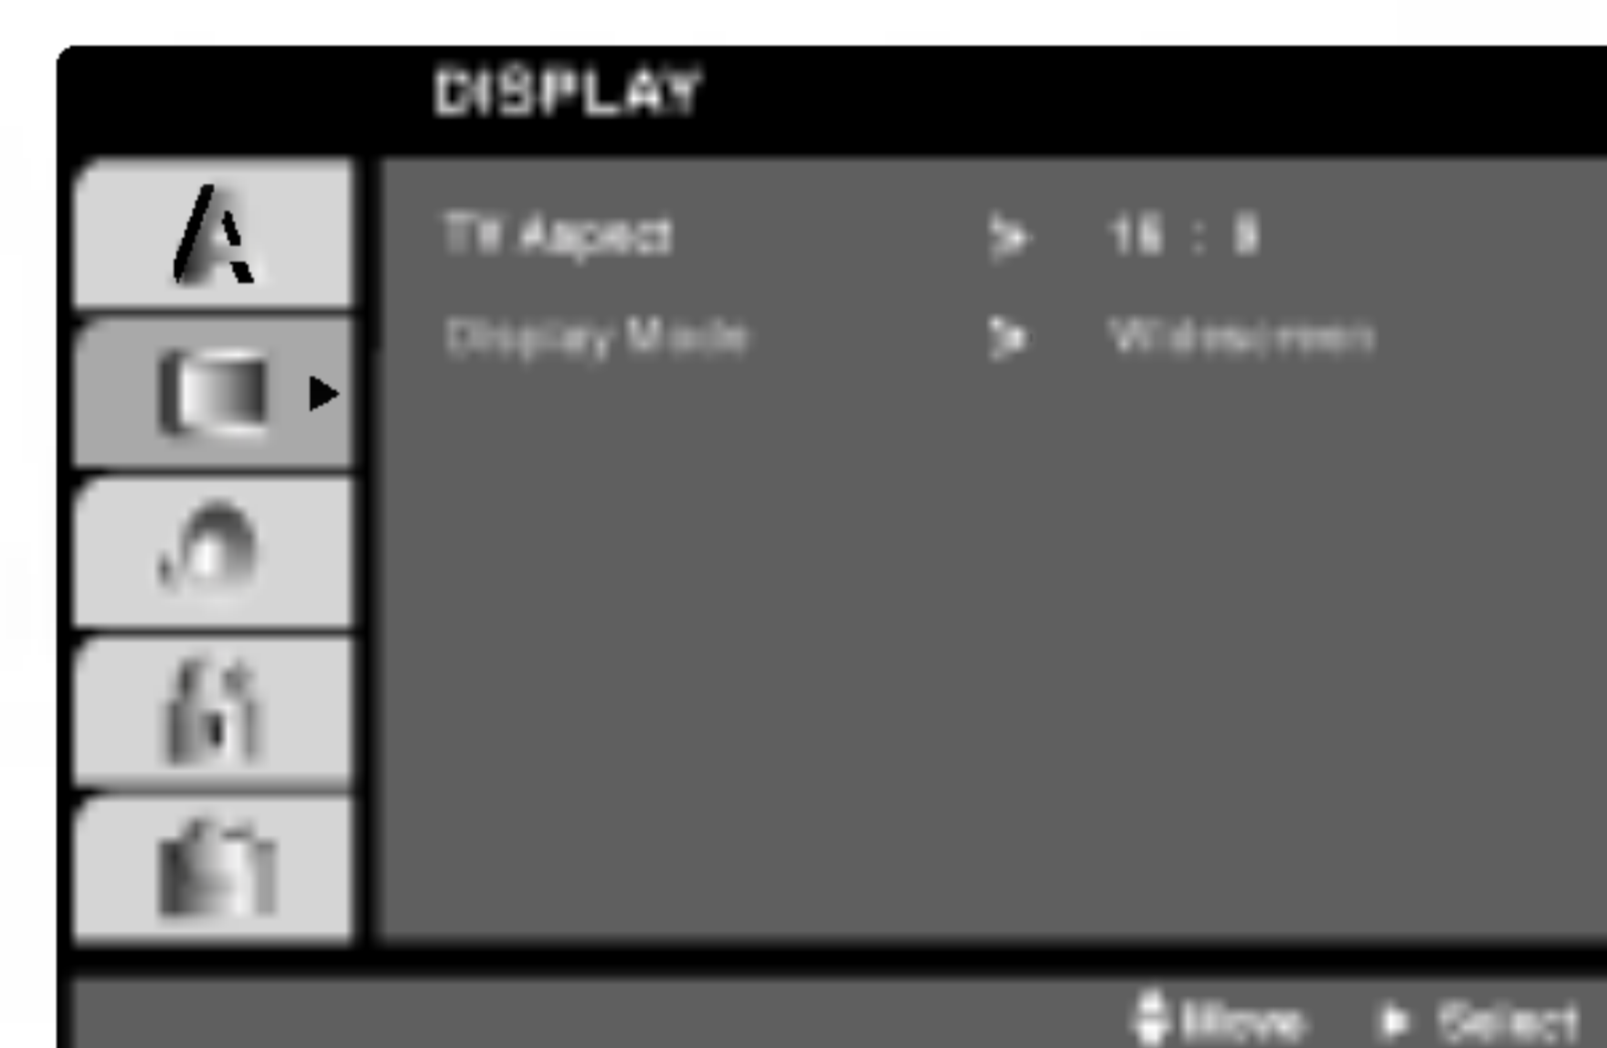 DISPLAY
TV Aspect > 16 : 9
Display Mode > Widescreen
Move Select